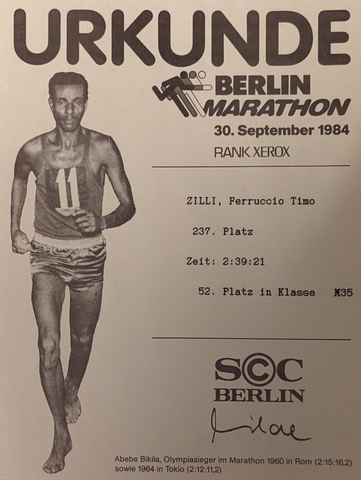 URKUNDE
BERLIN
MARATHON
30. September 1984
RANK XEROX
11
ZILLI, Ferruccio Timo
237. Platz
Zeit: 2:39:21
52. Platz in Klasse M35
SCC
BERLIN
Abebe Bikila, Olympiasieger im Marathon 1960 in Rom (2:15:16,2)
sowie 1964 in Tokio (2:12:11,2)